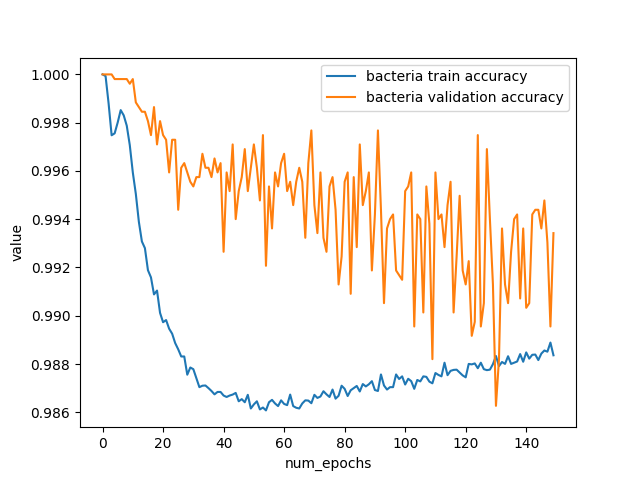 bacteria train accuracy
bacteria validation accuracy
1.000
0.998
0.996
0.994
0.992
0.990
0.988
0.986
value
0 20 40 60 80 100 120 140
num_epochs